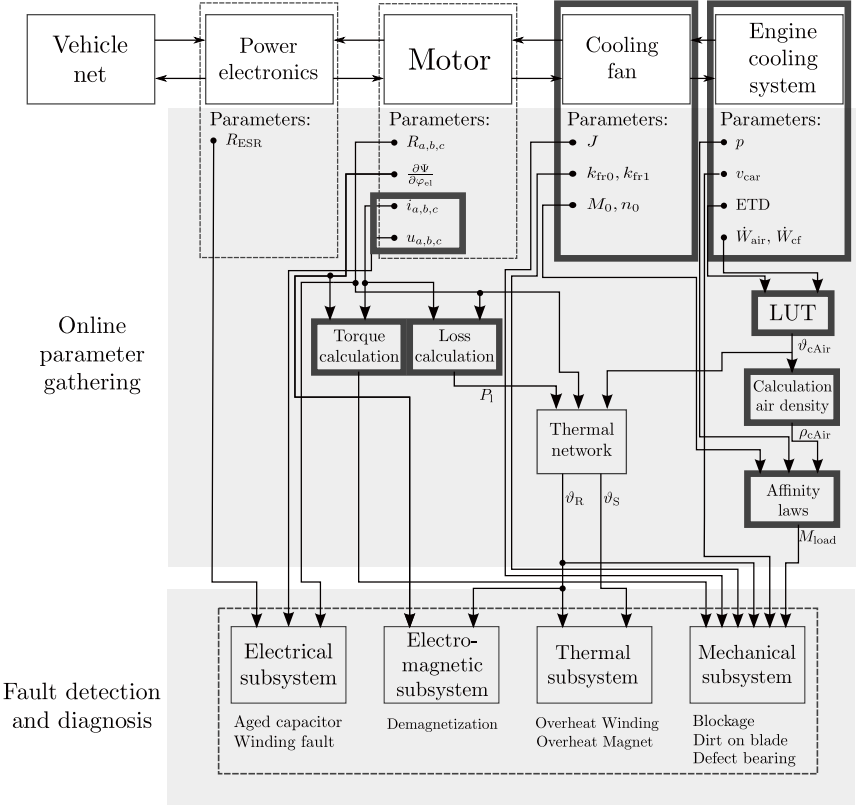 Vehicle
net
Power
electronics
Motor
Cooling
fan
Engine
cooling
system
Parameters:
R_ESR
Parameters:
R_{a,b,c}
∂Ψ/∂φ_el
i_{a,b,c}
u_{a,b,c}
Parameters:
J
k_fr0, k_fr1
M_0, n_0
Parameters:
p
v_car
ETD
Ẇ_air, Ẇ_cf
Online
parameter
gathering
Torque
calculation
Loss
calculation
P_l
LUT
ϑ_cAir
Calculation
air density
ρ_cAir
Thermal
network
ϑ_R
ϑ_S
Affinity
laws
M_load
Fault detection
and diagnosis
Electrical
subsystem
Aged capacitor
Winding fault
Electro-
magnetic
subsystem
Demagnetization
Thermal
subsystem
Overheat Winding
Overheat Magnet
Mechanical
subsystem
Blockage
Dirt on blade
Defect bearing